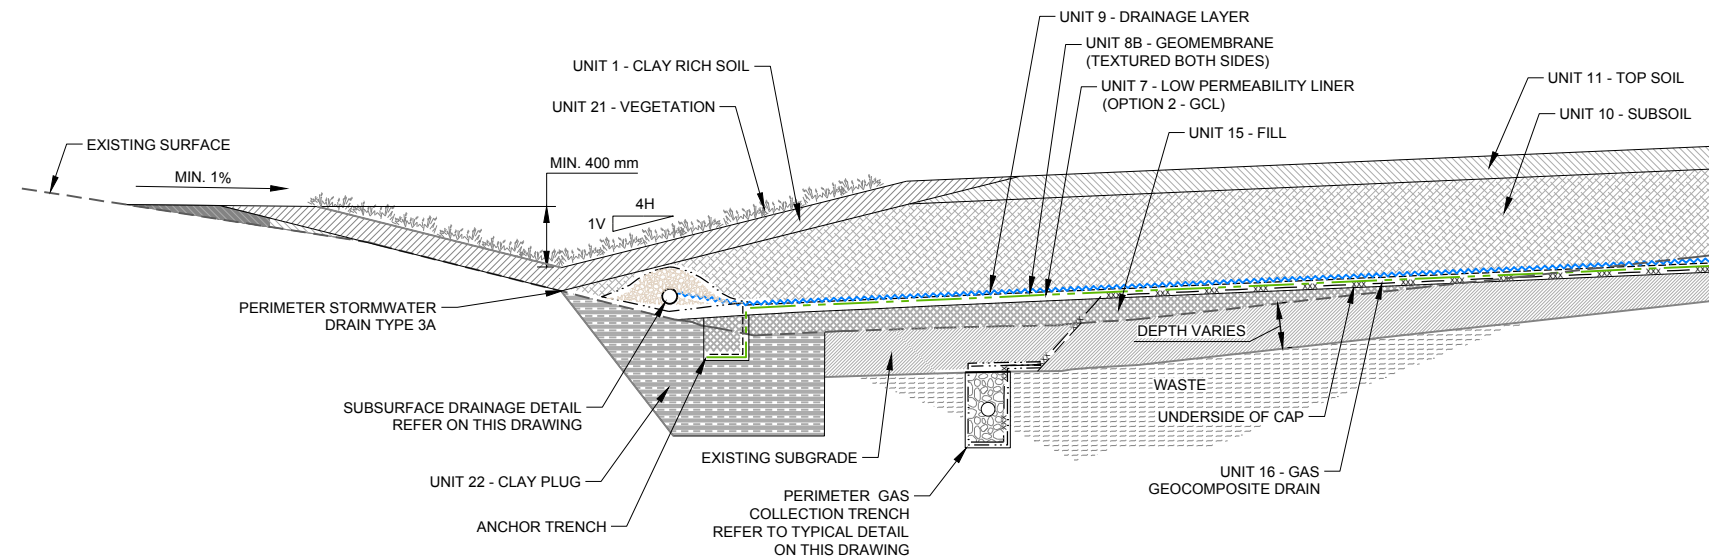 UNIT 9 - DRAINAGE LAYER
UNIT 8B - GEOMEMBRANE
(TEXTURED BOTH SIDES)
UNIT 7 - LOW PERMEABILITY LINER
(OPTION 2 - GCL)
UNIT 15 - FILL
UNIT 11 - TOP SOIL
UNIT 10 - SUBSOIL
UNIT 1 - CLAY RICH SOIL
UNIT 21 - VEGETATION
EXISTING SURFACE
MIN. 1%
MIN. 400 mm
4H
1V
PERIMETER STORMWATER
DRAIN TYPE 3A
DEPTH VARIES
WASTE
UNDERSIDE OF CAP
SUBSURFACE DRAINAGE DETAIL
REFER ON THIS DRAWING
EXISTING SUBGRADE
UNIT 22 - CLAY PLUG
UNIT 16 - GAS
GEOCOMPOSITE DRAIN
ANCHOR TRENCH
PERIMETER GAS
COLLECTION TRENCH
REFER TO TYPICAL DETAIL
ON THIS DRAWING